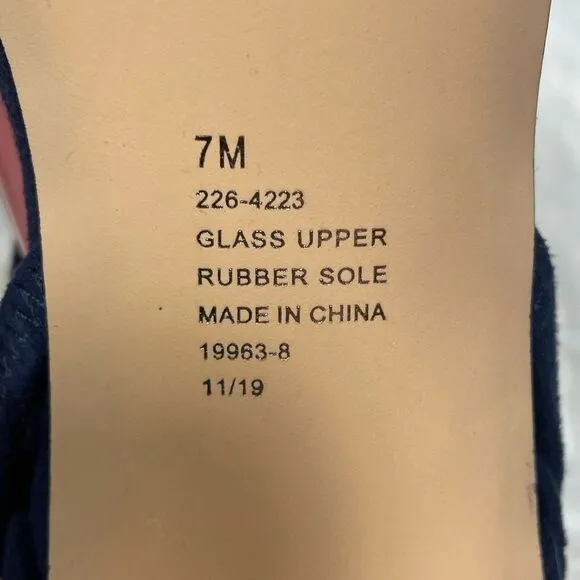 7M
226-4223
GLASS UPPER
RUBBER SOLE
MADE IN CHINA
19963-8
11/19